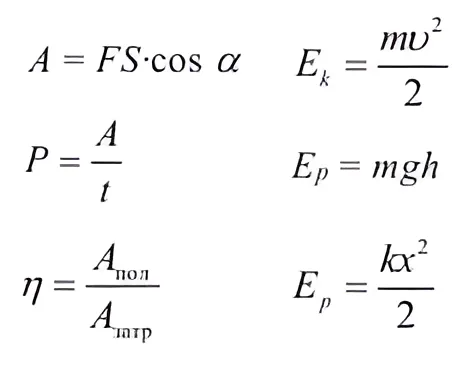 A = FS·cos α
E_k = mυ²/2
P = A/t
E_p = mgh
η = A_пол/A_затр
E_p = kx²/2